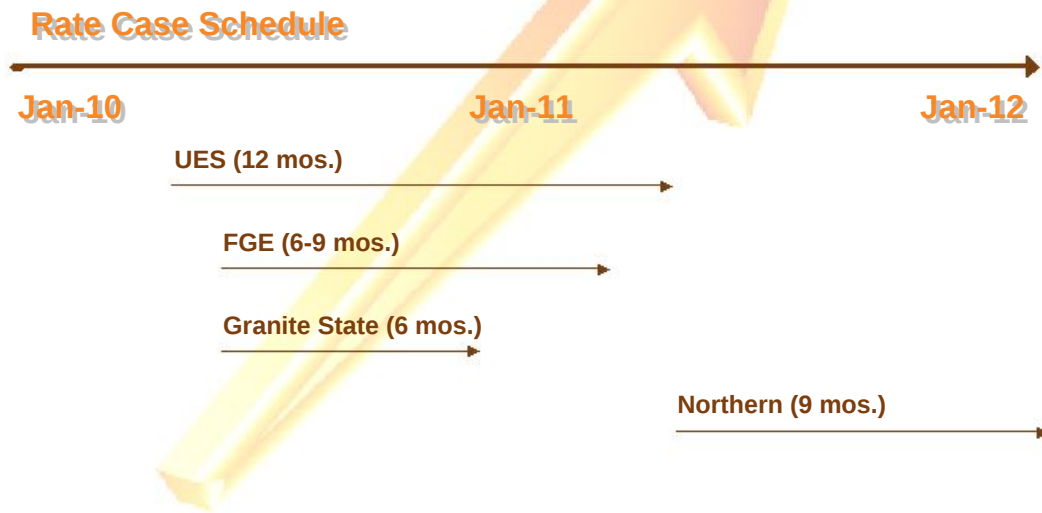 Rate Case Schedule
Jan-10 Jan-11 Jan-12
UES (12 mos.)
FGE (6-9 mos.)
Granite State (6 mos.)
Northern (9 mos.)